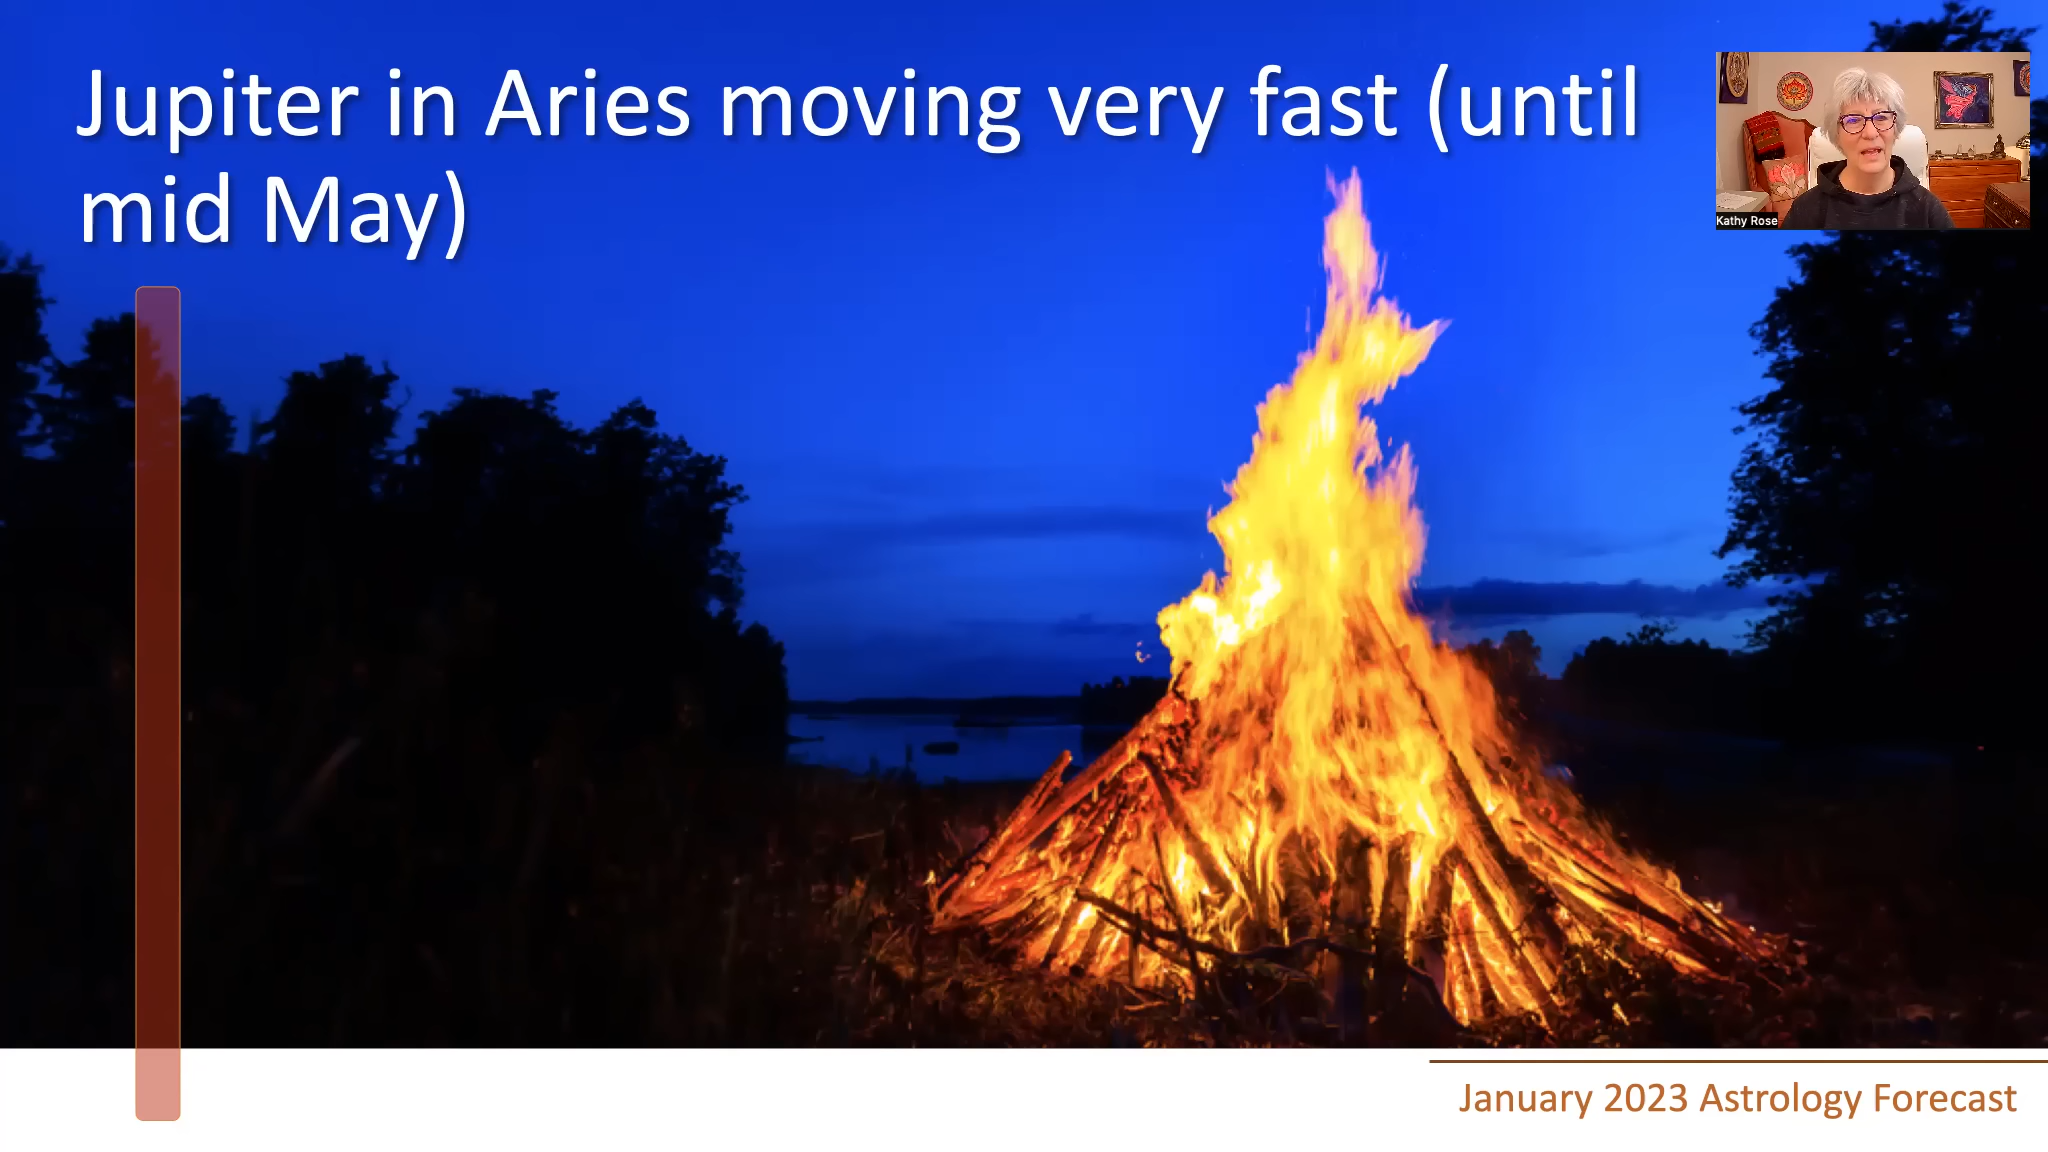 Jupiter in Aries moving very fast (until
mid May)
Kathy Rose
January 2023 Astrology Forecast